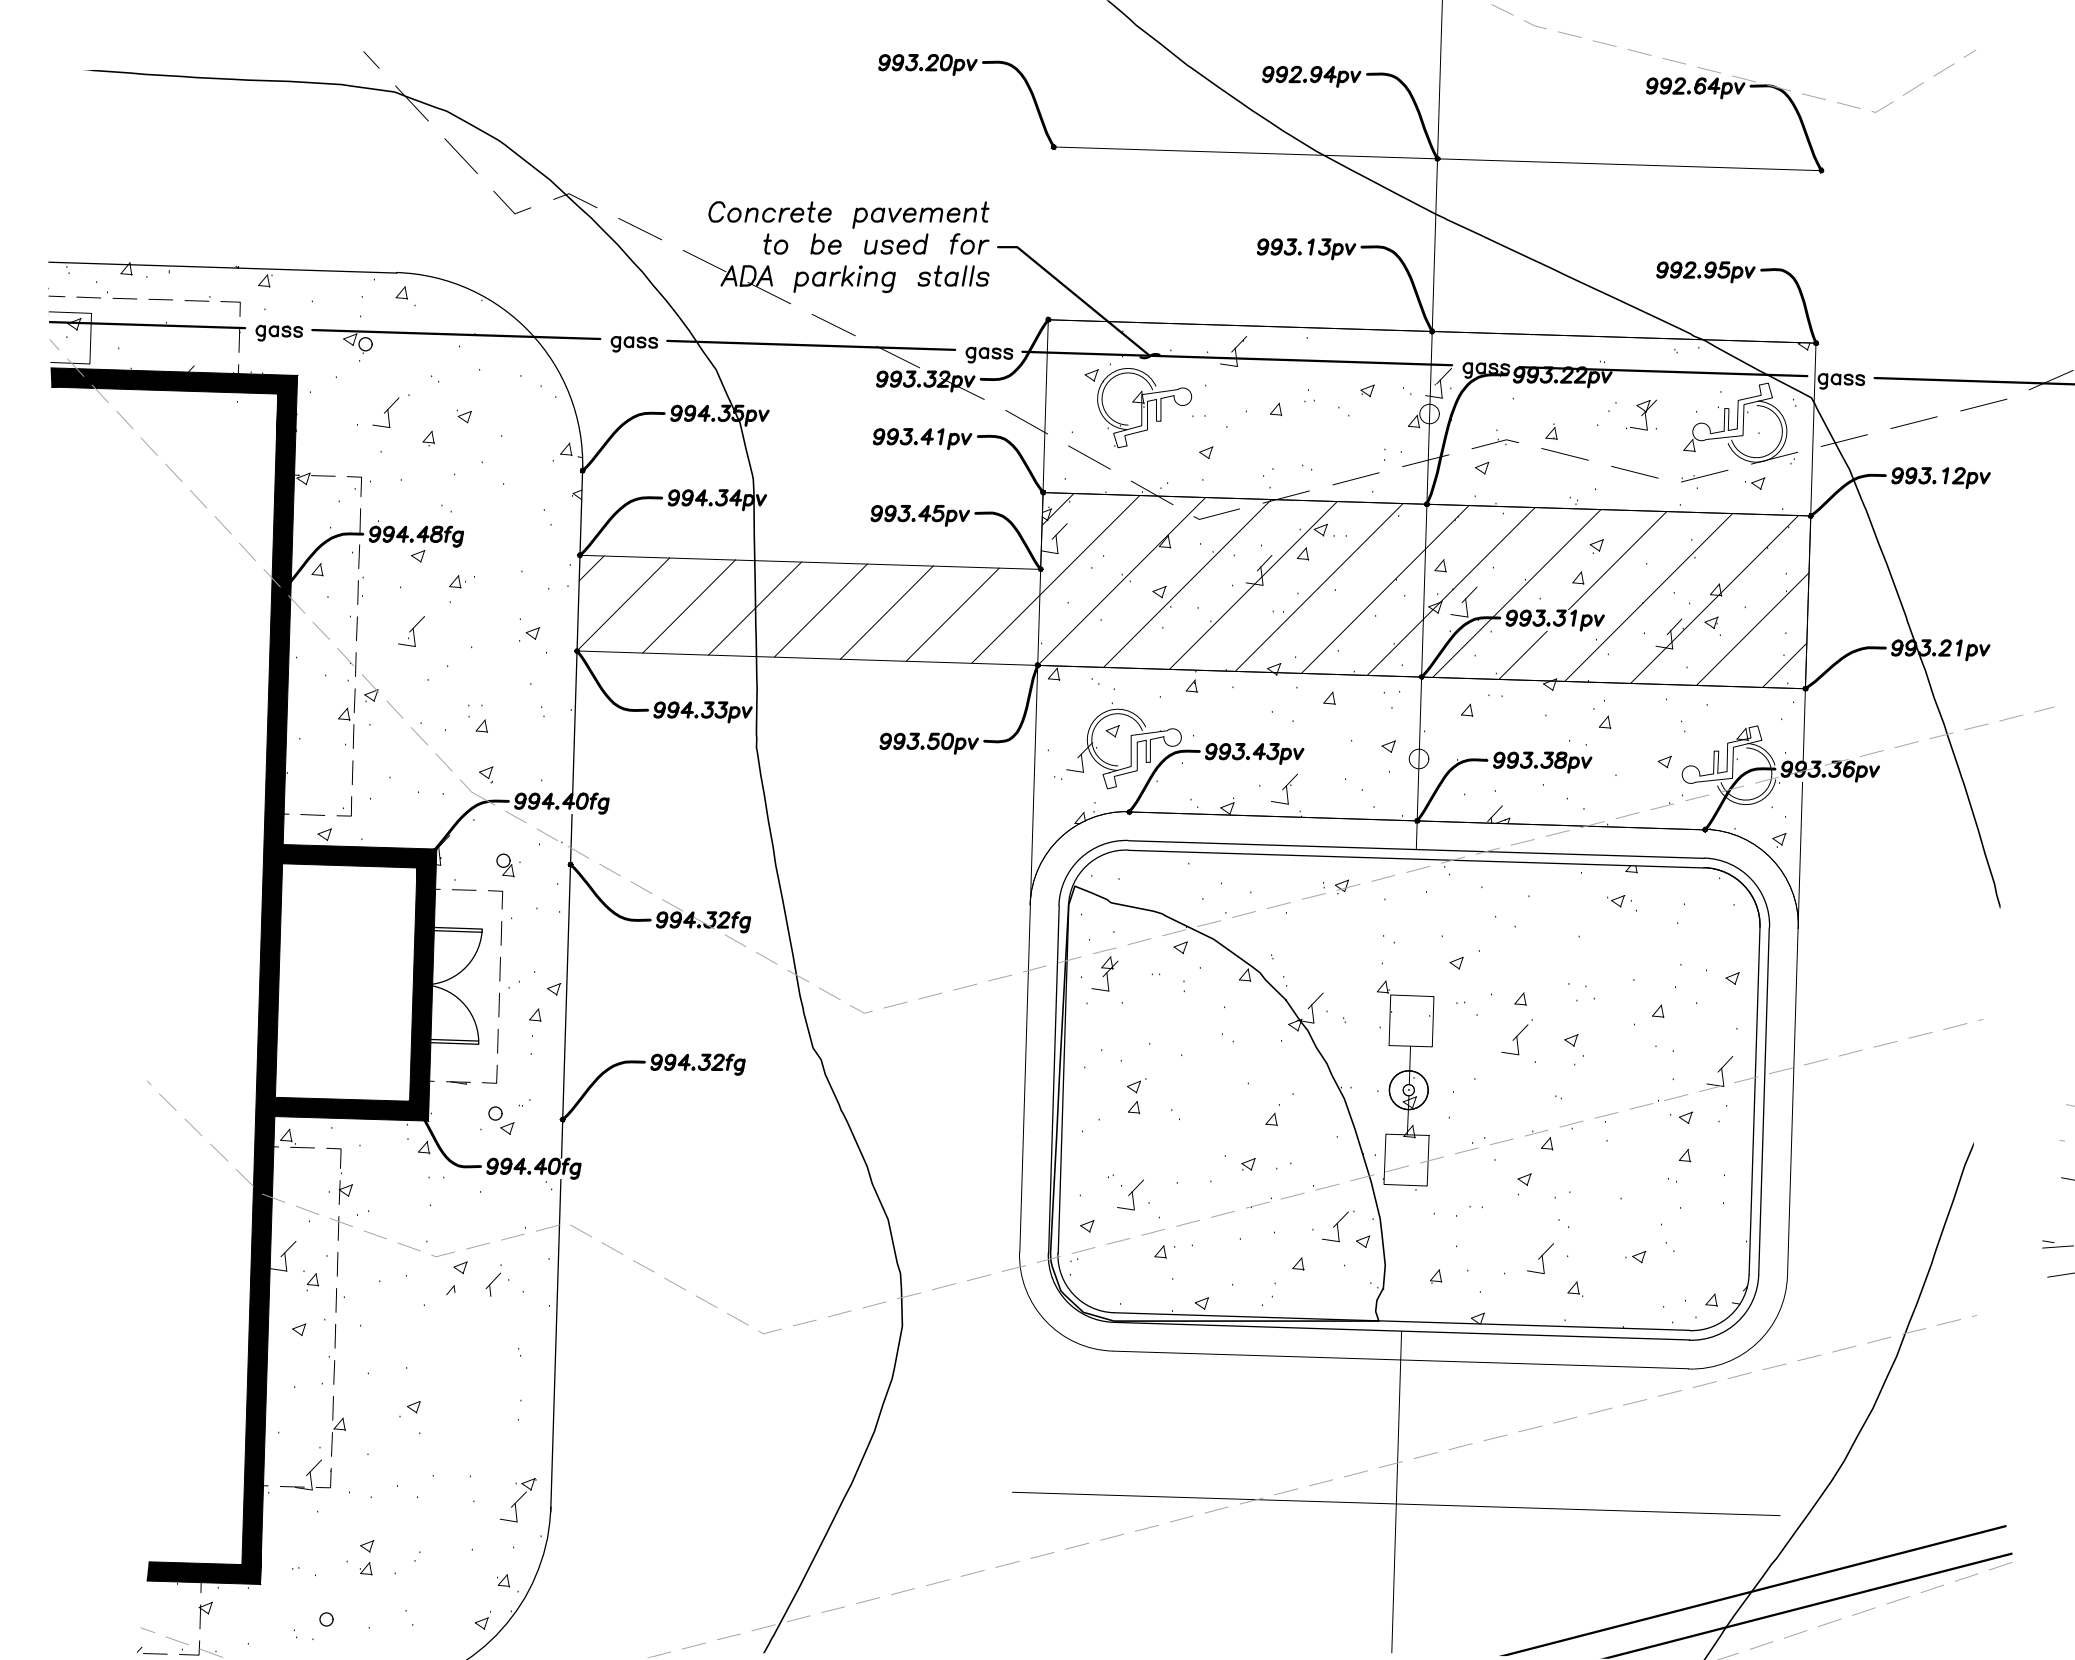 993.20pv
992.94pv
992.64pv
Concrete pavement
to be used for
ADA parking stalls
993.13pv
992.95pv
gass
gass
gass
gass
gass
993.32pv
993.22pv
994.35pv
993.41pv
993.12pv
994.34pv
993.45pv
994.48fg
993.31pv
993.21pv
994.33pv
993.50pv
993.43pv
993.38pv
993.36pv
994.40fg
994.32fg
994.32fg
994.40fg